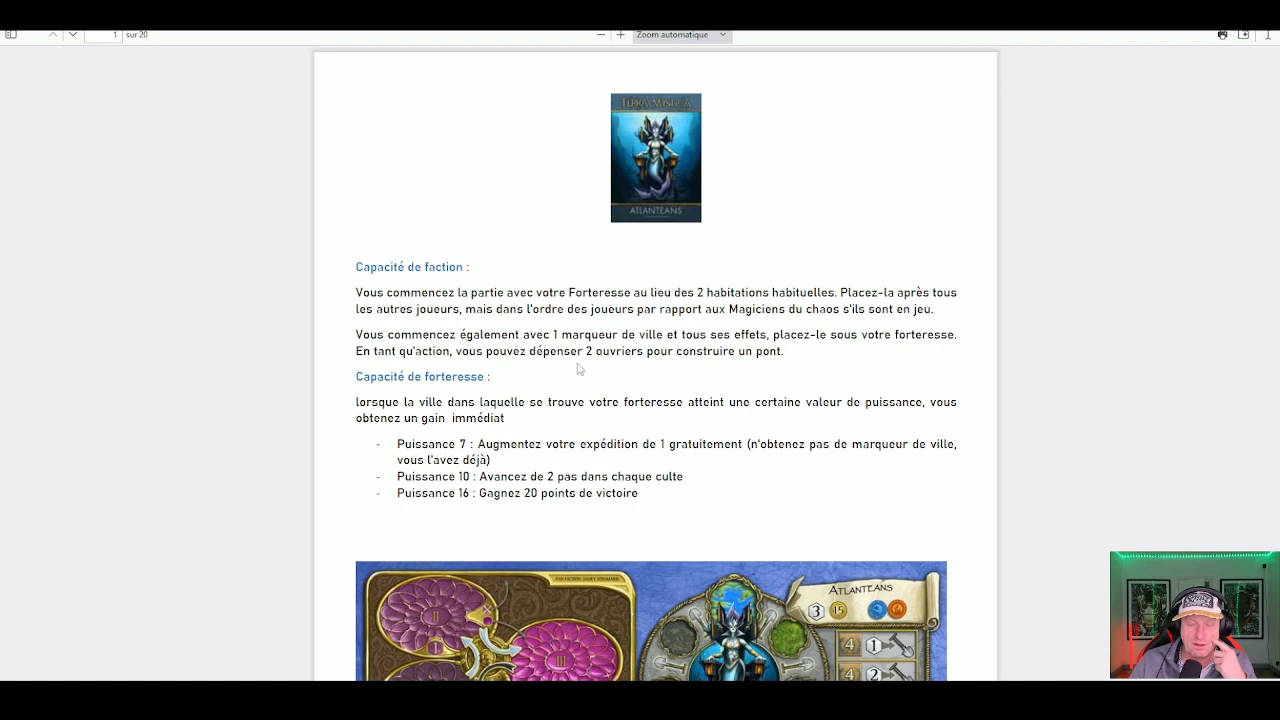 1 sur 20 Zoom automatique
TERRA MYSTICA
ATLANTEANS
Capacité de faction :
Vous commencez la partie avec votre Forteresse au lieu des 2 habitations habituelles. Placez-la après tous
les autres joueurs, mais dans l'ordre des joueurs par rapport aux Magiciens du chaos s'ils sont en jeu.
Vous commencez également avec 1 marqueur de ville et tous ses effets, placez-le sous votre forteresse.
En tant qu'action, vous pouvez dépenser 2 ouvriers pour construire un pont.
Capacité de forteresse :
lorsque la ville dans laquelle se trouve votre forteresse atteint une certaine valeur de puissance, vous
obtenez un gain immédiat
- Puissance 7 : Augmentez votre expédition de 1 gratuitement (n'obtenez pas de marqueur de ville,
vous l'avez déjà)
- Puissance 10 : Avancez de 2 pas dans chaque culte
- Puissance 16 : Gagnez 20 points de victoire
ATLANTEANS
3 15
II
1
III
4 1
4 2